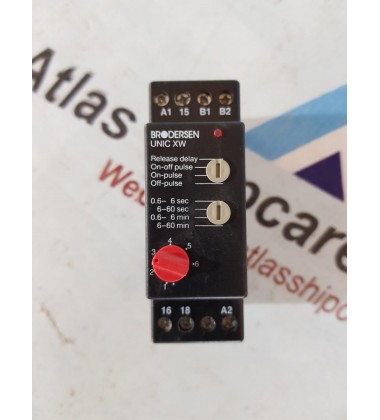 Atlas Shipocare
We
atlasshipo
A1 15 B1 B2
BRODERSEN
UNIC XW
Release delay
On-off pulse
On-pulse
Off-pulse
0.6– 6 sec
6–60 sec
0.6– 6 min
6–60 min
4
3 5
2 6
1
16 18 A2